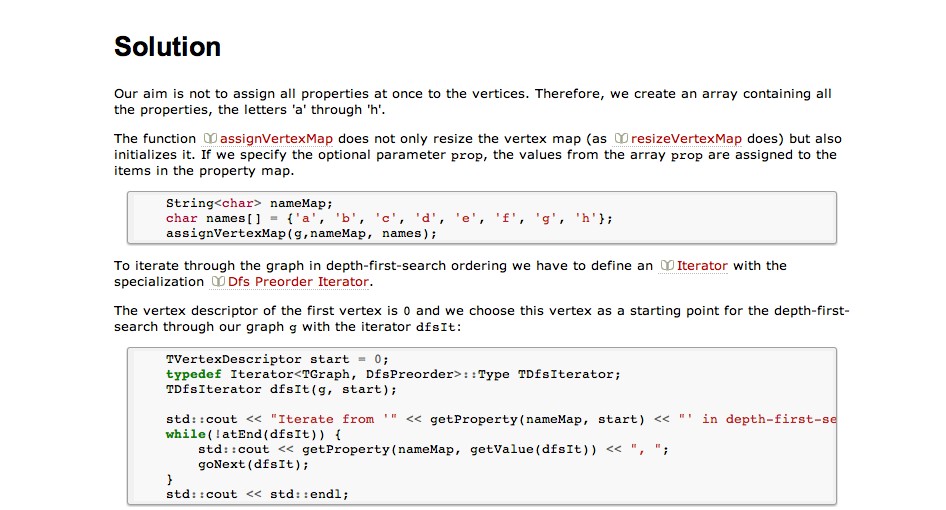 Solution
Our aim is not to assign all properties at once to the vertices. Therefore, we create an array containing all
the properties, the letters 'a' through 'h'.
The function assignVertexMap does not only resize the vertex map (as resizeVertexMap does) but also
initializes it. If we specify the optional parameter prop, the values from the array prop are assigned to the
items in the property map.
String<char> nameMap;
char names[] = {'a', 'b', 'c', 'd', 'e', 'f', 'g', 'h'};
assignVertexMap(g,nameMap, names);
To iterate through the graph in depth-first-search ordering we have to define an Iterator with the
specialization Dfs Preorder Iterator.
The vertex descriptor of the first vertex is 0 and we choose this vertex as a starting point for the depth-first-
search through our graph g with the iterator dfsIt:
TVertexDescriptor start = 0;
typedef Iterator<TGraph, DfsPreorder>::Type TDfsIterator;
TDfsIterator dfsIt(g, start);
std::cout << "Iterate from '" << getProperty(nameMap, start) << "' in depth-first-se
while(!atEnd(dfsIt)) {
std::cout << getProperty(nameMap, getValue(dfsIt)) << ", ";
goNext(dfsIt);
}
std::cout << std::endl;